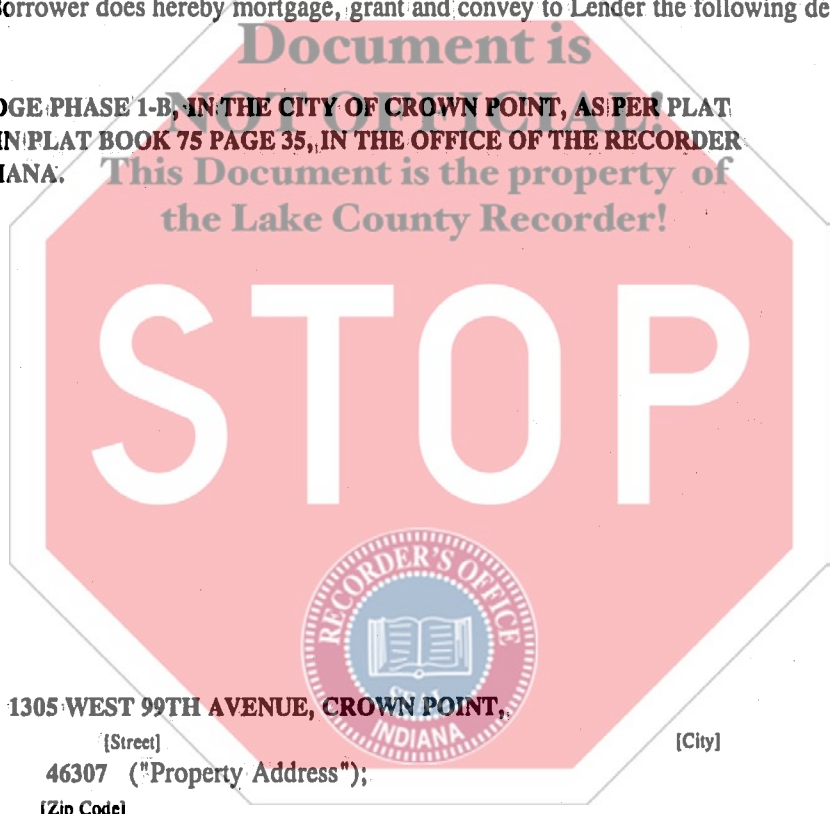 Borrower does hereby mortgage, grant and convey to Lender the following de
Document is
DGE PHASE 1-B, IN THE CITY OF CROWN POINT, AS PER PLAT
NOT OFFICIAL!
IN PLAT BOOK 75 PAGE 35, IN THE OFFICE OF THE RECORDER
IANA.
This Document is the property of
the Lake County Recorder!
STOP
RECORDER'S OFFICE
SEAL
INDIANA
1305 WEST 99TH AVENUE, CROWN POINT,
[Street]
[City]
46307 ("Property Address");
[Zip Code]